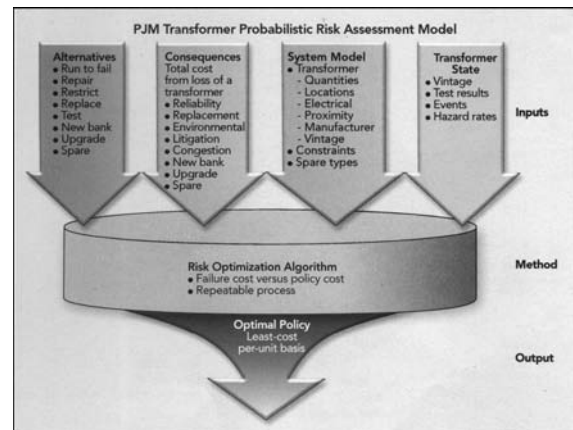 PJM Transformer Probabilistic Risk Assessment Model
Alternatives
• Run to fail
• Repair
• Restrict
• Replace
• Test
• New bank
• Upgrade
• Spare
Consequences
Total cost
from loss of a
transformer
• Reliability
• Replacement
• Environmental
• Litigation
• Congestion
• New bank
• Upgrade
• Spare
System Model
• Transformer
- Quantities
- Locations
- Electrical
- Proximity
- Manufacturer
- Vintage
• Constraints
• Spare types
Transformer
State
• Vintage
• Test results
• Events
• Hazard rates
Inputs
Risk Optimization Algorithm
• Failure cost versus policy cost
• Repeatable process
Method
Optimal Policy
Least-cost
per-unit basis
Output